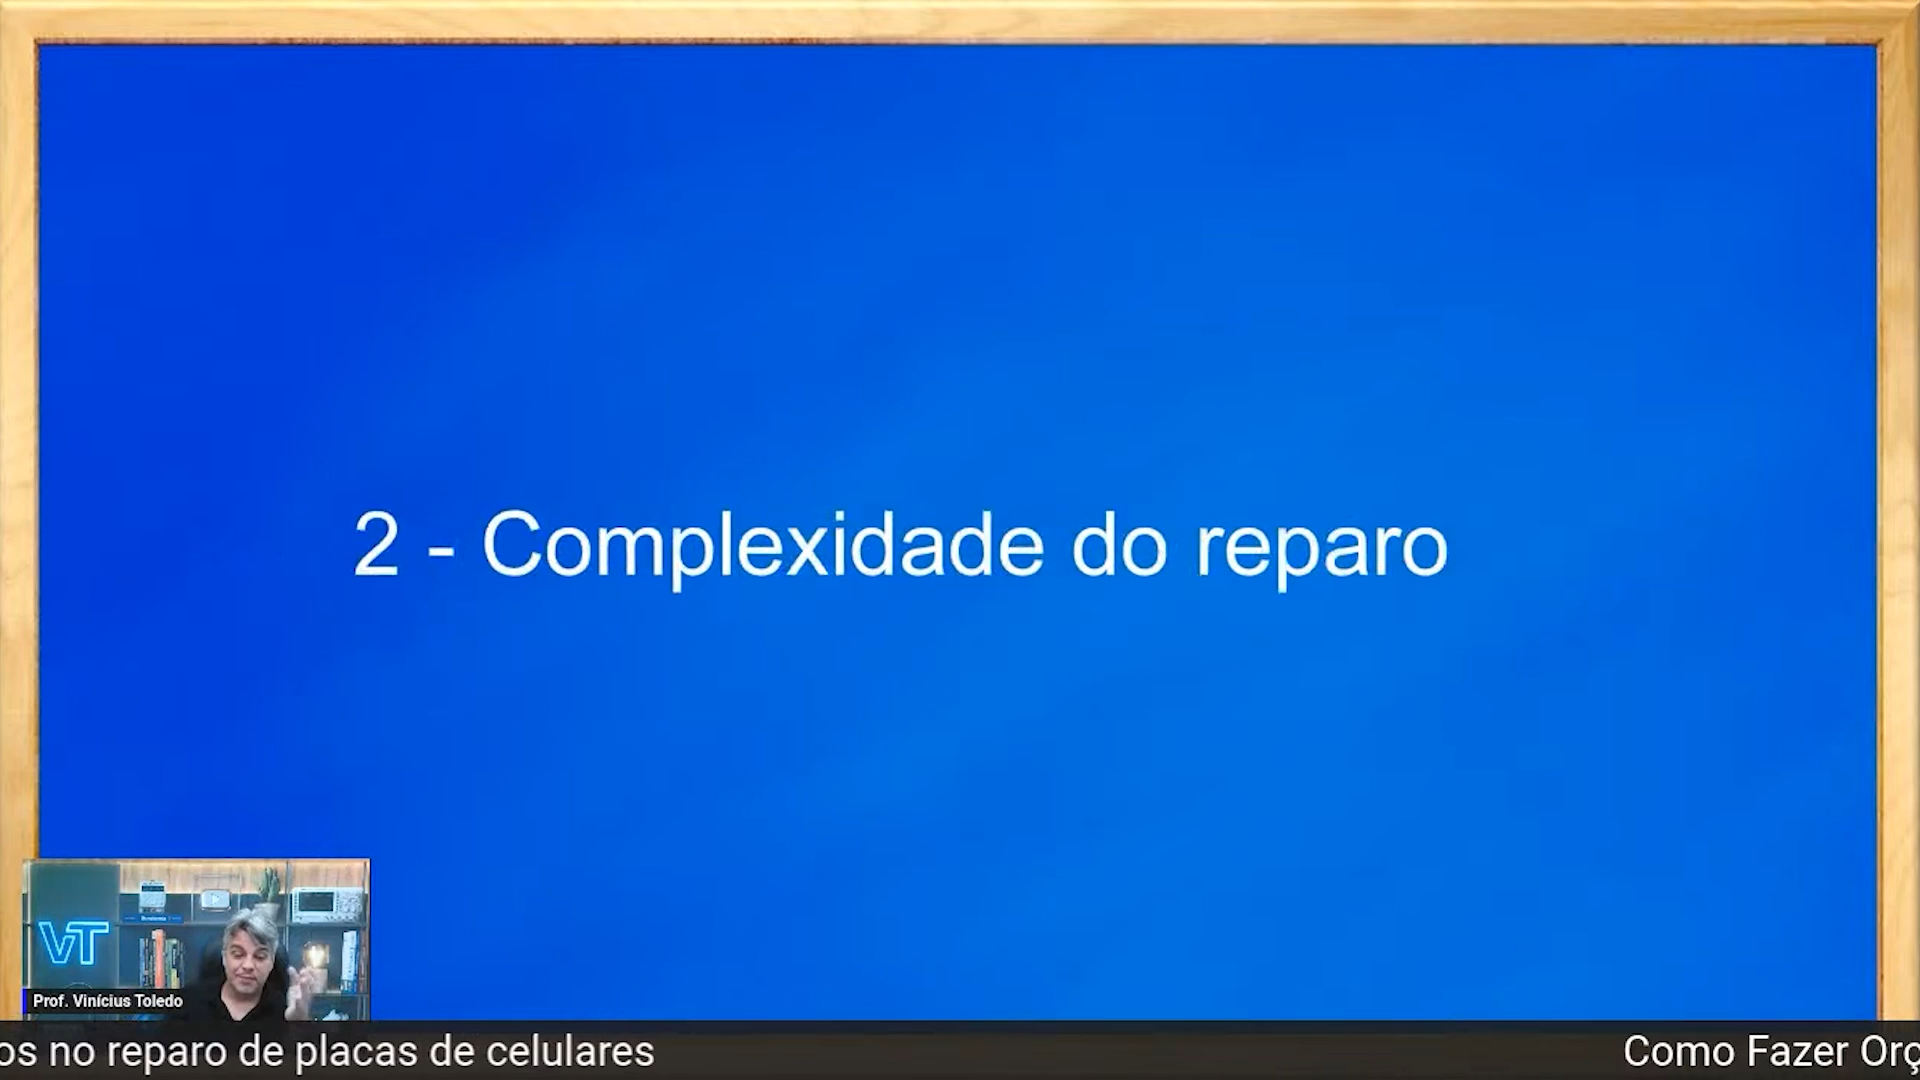 2 - Complexidade do reparo
VT
Prof. Vinícius Toledo
os no reparo de placas de celulares
Como Fazer Orç